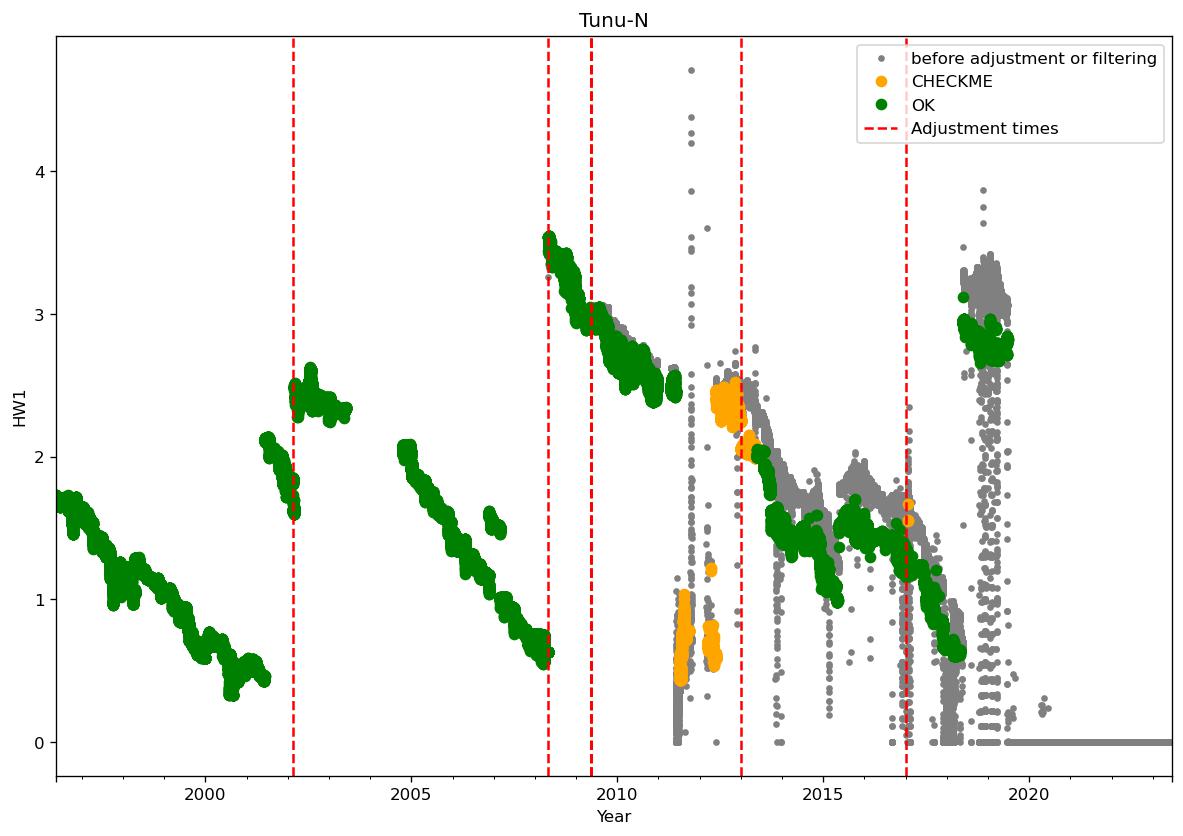 Tunu-N
before adjustment or filtering
CHECKME
OK
Adjustment times
HW1
4
3
2
1
0
2000
2005
2010
2015
2020
Year